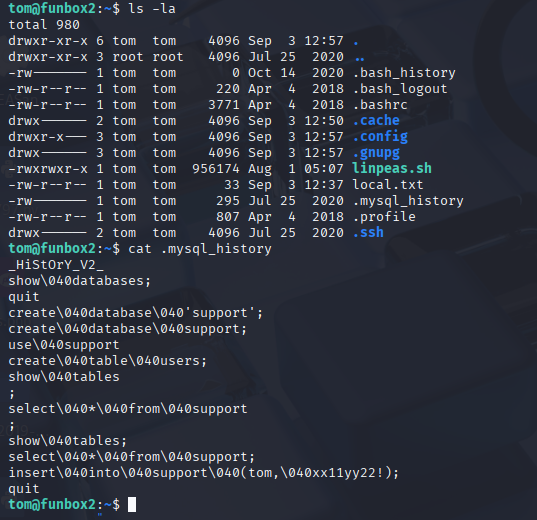 tom@funbox2:~$ ls -la
total 980
drwxr-xr-x 6 tom  tom    4096 Sep  3 12:57 .
drwxr-xr-x 3 root root   4096 Jul 25  2020 ..
-rw------- 1 tom  tom       0 Oct 14  2020 .bash_history
-rw-r--r-- 1 tom  tom     220 Apr  4  2018 .bash_logout
-rw-r--r-- 1 tom  tom    3771 Apr  4  2018 .bashrc
drwx------ 2 tom  tom    4096 Sep  3 12:50 .cache
drwxr-x--- 3 tom  tom    4096 Sep  3 12:57 .config
drwx------ 3 tom  tom    4096 Sep  3 12:57 .gnupg
-rwxrwxr-x 1 tom  tom  956174 Aug  1 05:07 linpeas.sh
-rw-r--r-- 1 tom  tom      33 Sep  3 12:37 local.txt
-rw------- 1 tom  tom     295 Jul 25  2020 .mysql_history
-rw-r--r-- 1 tom  tom     807 Apr  4  2018 .profile
drwx------ 2 tom  tom    4096 Jul 25  2020 .ssh
tom@funbox2:~$ cat .mysql_history
_HiStOrY_V2_
show\040databases;
quit
create\040database\040'support';
create\040database\040support;
use\040support
create\040table\040users;
show\040tables
;
select\040*\040from\040support
;
show\040tables;
select\040*\040from\040support;
insert\040into\040support\040(tom,\040xx11yy22!);
quit
tom@funbox2:~$